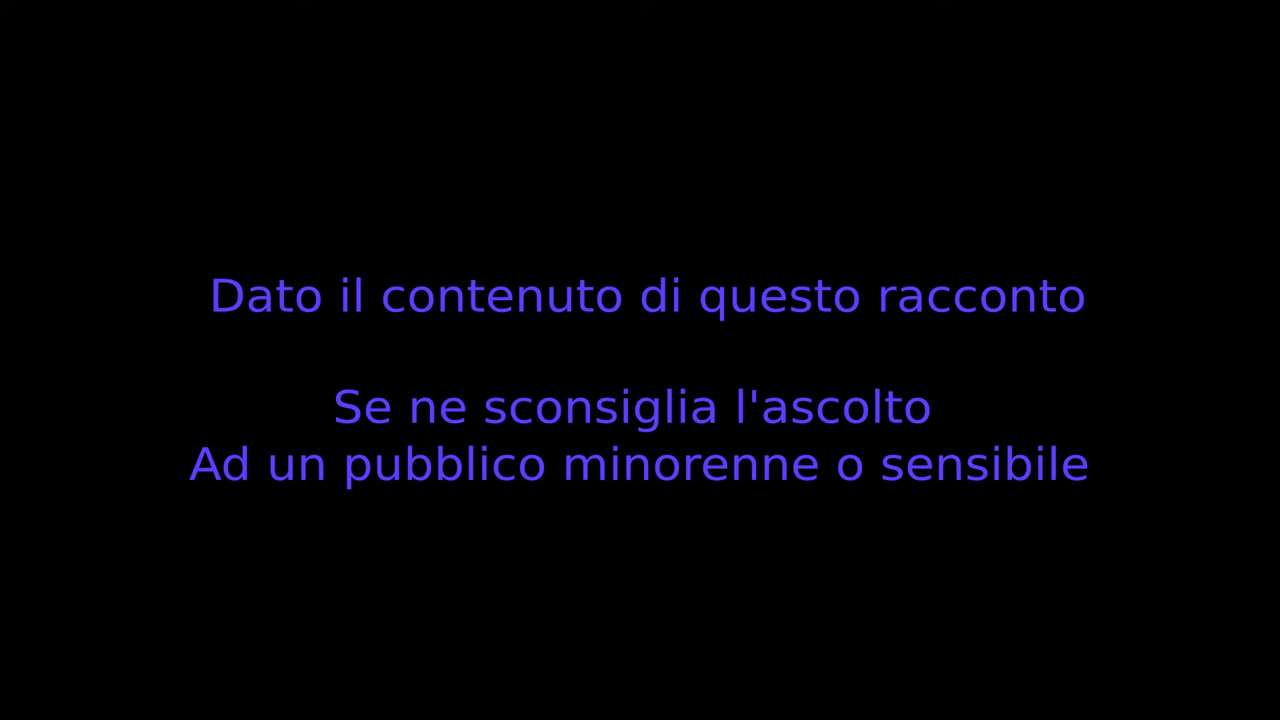 Dato il contenuto di questo racconto
Se ne sconsiglia l'ascolto
Ad un pubblico minorenne o sensibile